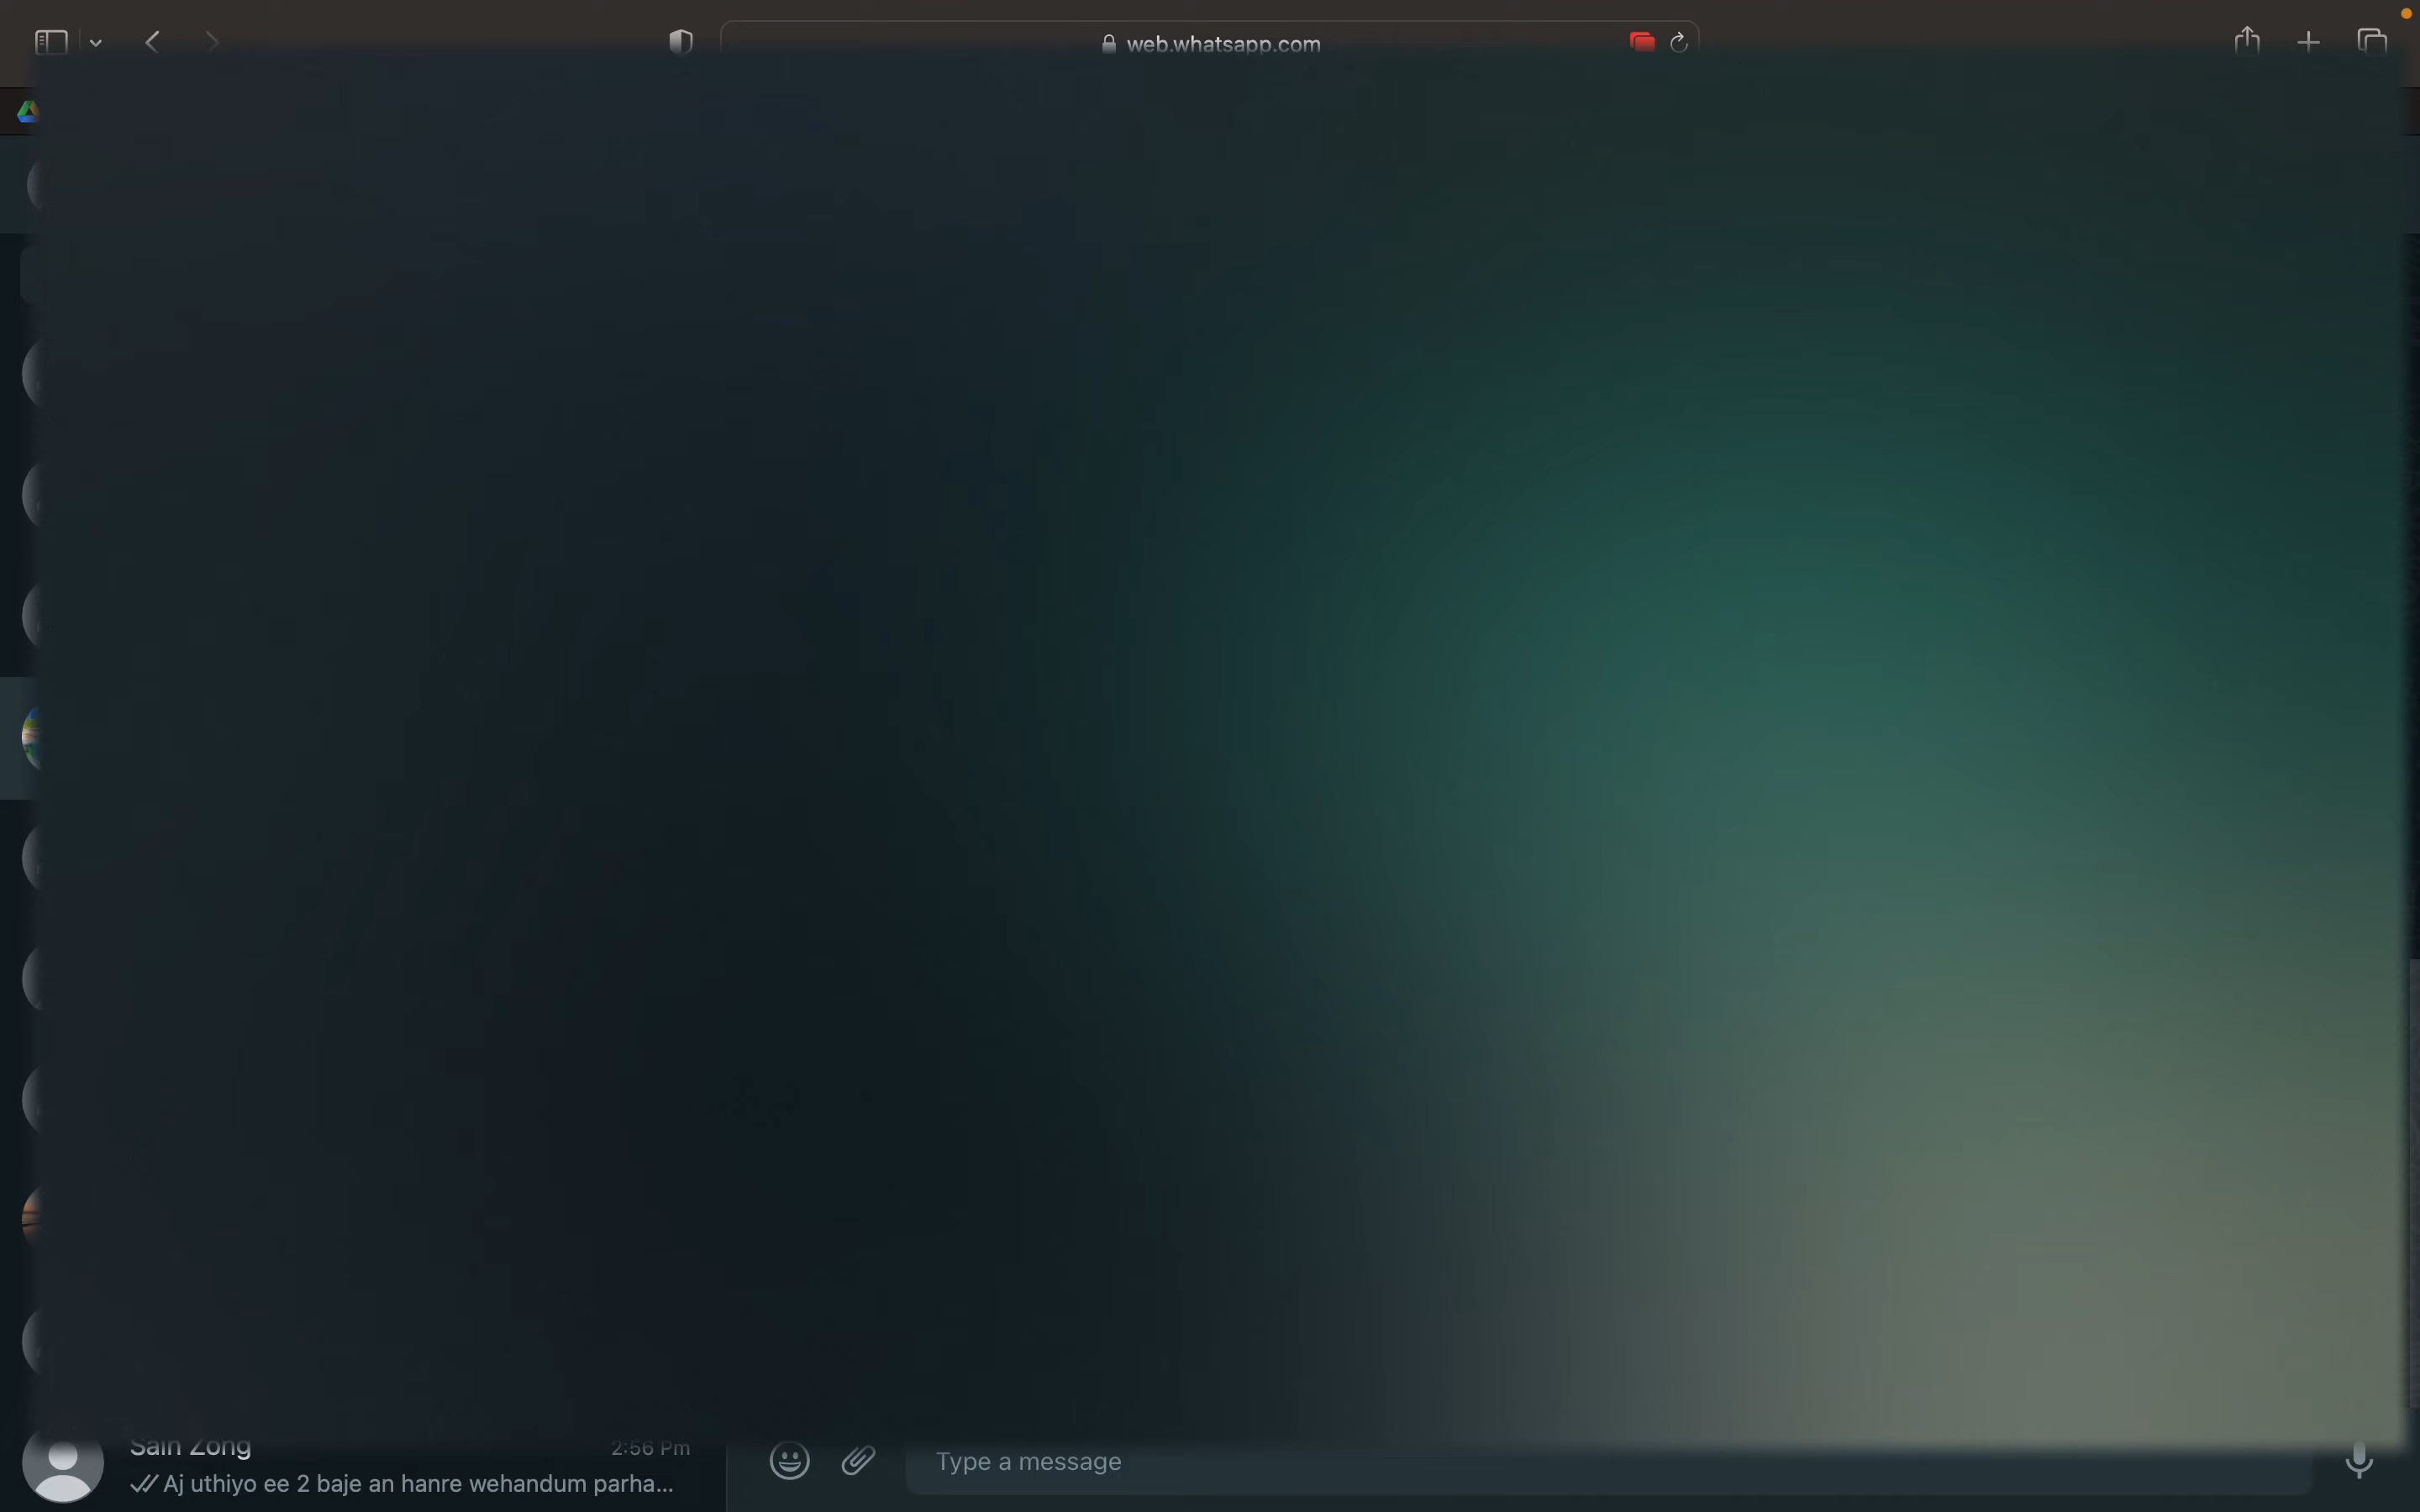 web.whatsapp.com
Sain Zong
2:56 Pm
Aj uthiyo ee 2 baje an hanre wehandum parha...
Type a message